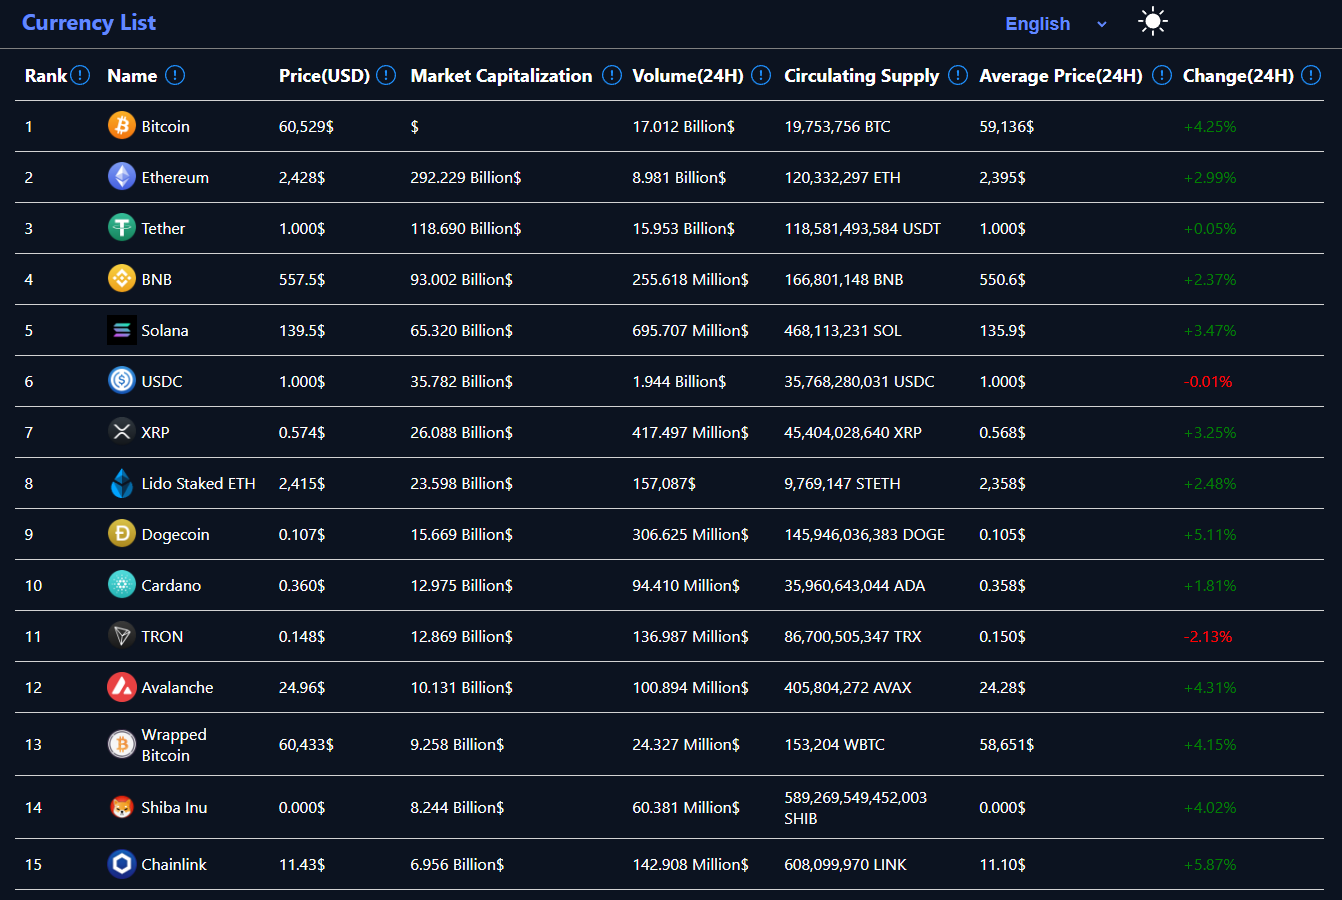 Currency List English
Rank Name Price(USD) Market Capitalization Volume(24H) Circulating Supply Average Price(24H) Change(24H)
1 Bitcoin 60,529$ $ 17.012 Billion$ 19,753,756 BTC 59,136$ +4.25%
2 Ethereum 2,428$ 292.229 Billion$ 8.981 Billion$ 120,332,297 ETH 2,395$ +2.99%
3 Tether 1.000$ 118.690 Billion$ 15.953 Billion$ 118,581,493,584 USDT 1.000$ +0.05%
4 BNB 557.5$ 93.002 Billion$ 255.618 Million$ 166,801,148 BNB 550.6$ +2.37%
5 Solana 139.5$ 65.320 Billion$ 695.707 Million$ 468,113,231 SOL 135.9$ +3.47%
6 USDC 1.000$ 35.782 Billion$ 1.944 Billion$ 35,768,280,031 USDC 1.000$ -0.01%
7 XRP 0.574$ 26.088 Billion$ 417.497 Million$ 45,404,028,640 XRP 0.568$ +3.25%
8 Lido Staked ETH 2,415$ 23.598 Billion$ 157,087$ 9,769,147 STETH 2,358$ +2.48%
9 Dogecoin 0.107$ 15.669 Billion$ 306.625 Million$ 145,946,036,383 DOGE 0.105$ +5.11%
10 Cardano 0.360$ 12.975 Billion$ 94.410 Million$ 35,960,643,044 ADA 0.358$ +1.81%
11 TRON 0.148$ 12.869 Billion$ 136.987 Million$ 86,700,505,347 TRX 0.150$ -2.13%
12 Avalanche 24.96$ 10.131 Billion$ 100.894 Million$ 405,804,272 AVAX 24.28$ +4.31%
13 Wrapped
Bitcoin 60,433$ 9.258 Billion$ 24.327 Million$ 153,204 WBTC 58,651$ +4.15%
14 Shiba Inu 0.000$ 8.244 Billion$ 60.381 Million$ 589,269,549,452,003
SHIB 0.000$ +4.02%
15 Chainlink 11.43$ 6.956 Billion$ 142.908 Million$ 608,099,970 LINK 11.10$ +5.87%